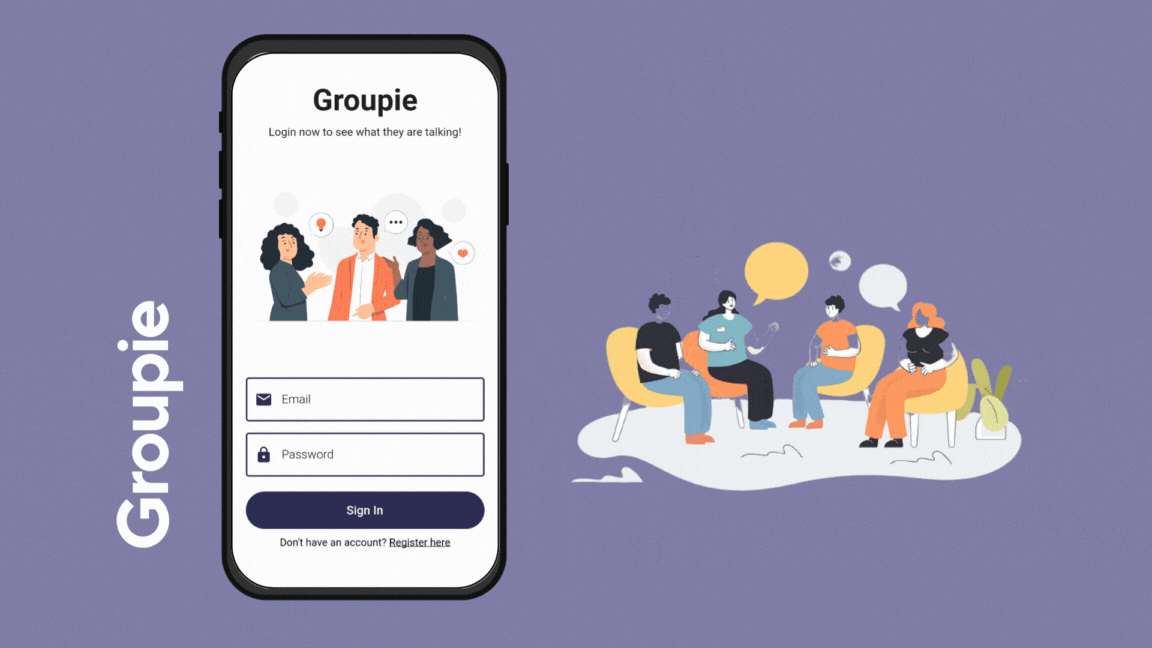 Groupie
Groupie
Login now to see what they are talking!
Email
Password
Sign In
Don't have an account? Register here